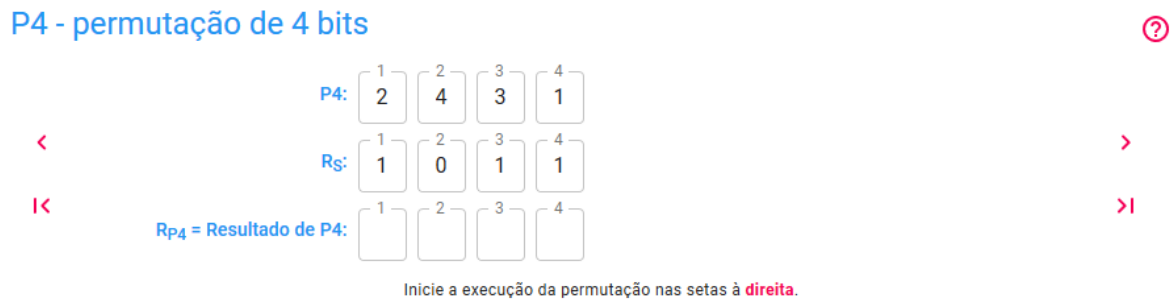 P4 - permutação de 4 bits
1 2 3 4
P4: 2 4 3 1
1 2 3 4
RS: 1 0 1 1
1 2 3 4
RP4 = Resultado de P4:
Inicie a execução da permutação nas setas à direita.